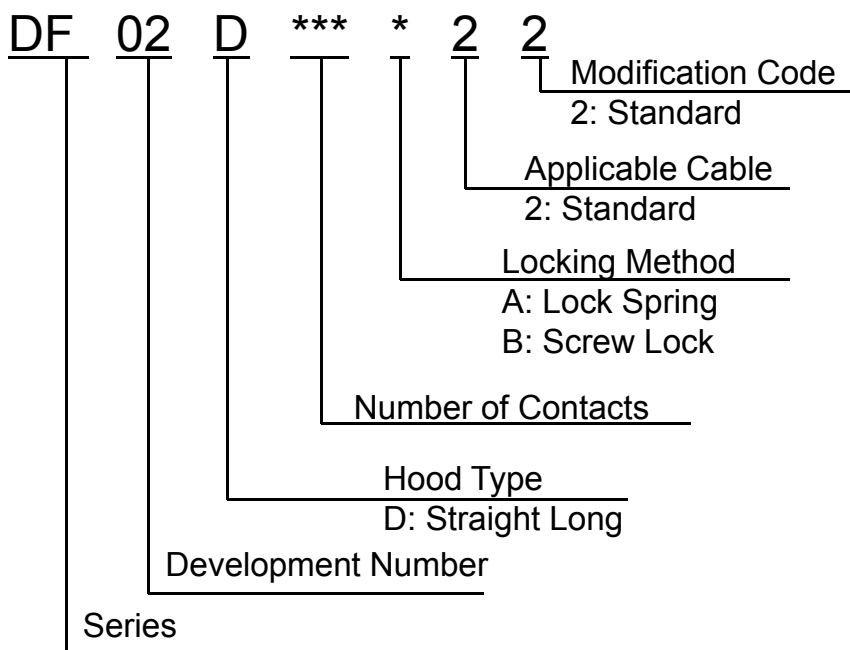 DF 02 D *** * 2 2
Modification Code
2: Standard
Applicable Cable
2: Standard
Locking Method
A: Lock Spring
B: Screw Lock
Number of Contacts
Hood Type
D: Straight Long
Development Number
Series